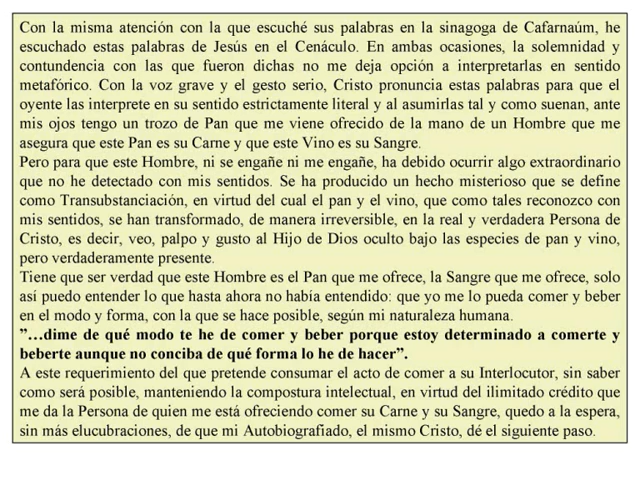 Con la misma atención con la que escuché sus palabras en la sinagoga de Cafarnaúm, he
escuchado estas palabras de Jesús en el Cenáculo. En ambas ocasiones, la solemnidad y
contundencia con las que fueron dichas no me deja opción a interpretarlas en sentido
metafórico. Con la voz grave y el gesto serio, Cristo pronuncia estas palabras para que el
oyente las interprete en su sentido estrictamente literal y al asumirlas tal y como suenan, ante
mis ojos tengo un trozo de Pan que me viene ofrecido de la mano de un Hombre que me
asegura que este Pan es su Carne y que este Vino es su Sangre.
Pero para que este Hombre, ni se engañe ni me engañe, ha debido ocurrir algo extraordinario
que no he detectado con mis sentidos. Se ha producido un hecho misterioso que se define
como Transubstanciación, en virtud del cual el pan y el vino, que como tales reconozco con
mis sentidos, se han transformado, de manera irreversible, en la real y verdadera Persona de
Cristo, es decir, veo, palpo y gusto al Hijo de Dios oculto bajo las especies de pan y vino,
pero verdaderamente presente.
Tiene que ser verdad que este Hombre es el Pan que me ofrece, la Sangre que me ofrece, solo
así puedo entender lo que hasta ahora no había entendido: que yo me lo pueda comer y beber
en el modo y forma, con la que se hace posible, según mi naturaleza humana.
”…dime de qué modo te he de comer y beber porque estoy determinado a comerte y
beberte aunque no conciba de qué forma lo he de hacer”.
A este requerimiento del que pretende consumar el acto de comer a su Interlocutor, sin saber
como será posible, manteniendo la compostura intelectual, en virtud del ilimitado crédito que
me da la Persona de quien me está ofreciendo comer su Carne y su Sangre, quedo a la espera,
sin más elucubraciones, de que mi Autobiografiado, el mismo Cristo, dé el siguiente paso.